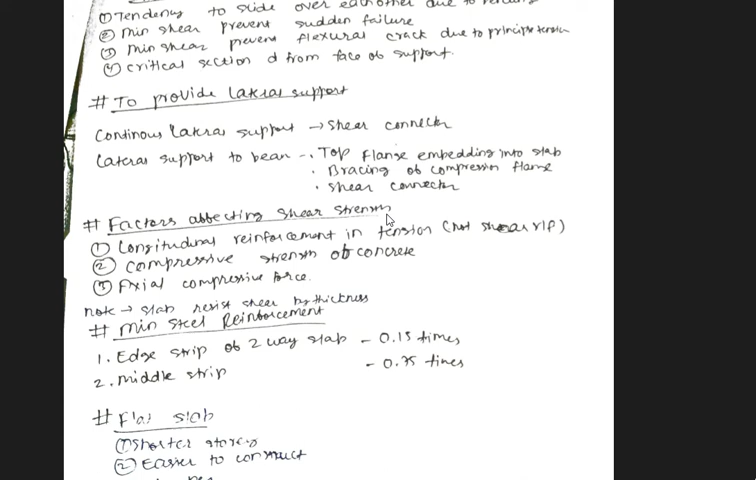 ① Tendency to slide over each other due to bending
② Min shear prevent sudden failure
③ Min shear prevent flexural crack due to principle tension
④ critical section d from face of support.
# To provide lateral support
Continous lateral support → shear connector
Lateral support to beam – . Top flange embedding into slab
. Bracing of compression flange
. Shear connector
# Factors affecting shear strength
① Longitudinal reinforcement in tension (not shear r/f)
② Compressive strength of concrete
③ Axial compressive force.
note → slab resist shear by thickness
# Min Steel Reinforcement
1. Edge strip of 2 way slab – 0.15 times
2. middle strip – 0.75 times
# Flat slab
① Shorter storey
② Easier to construct